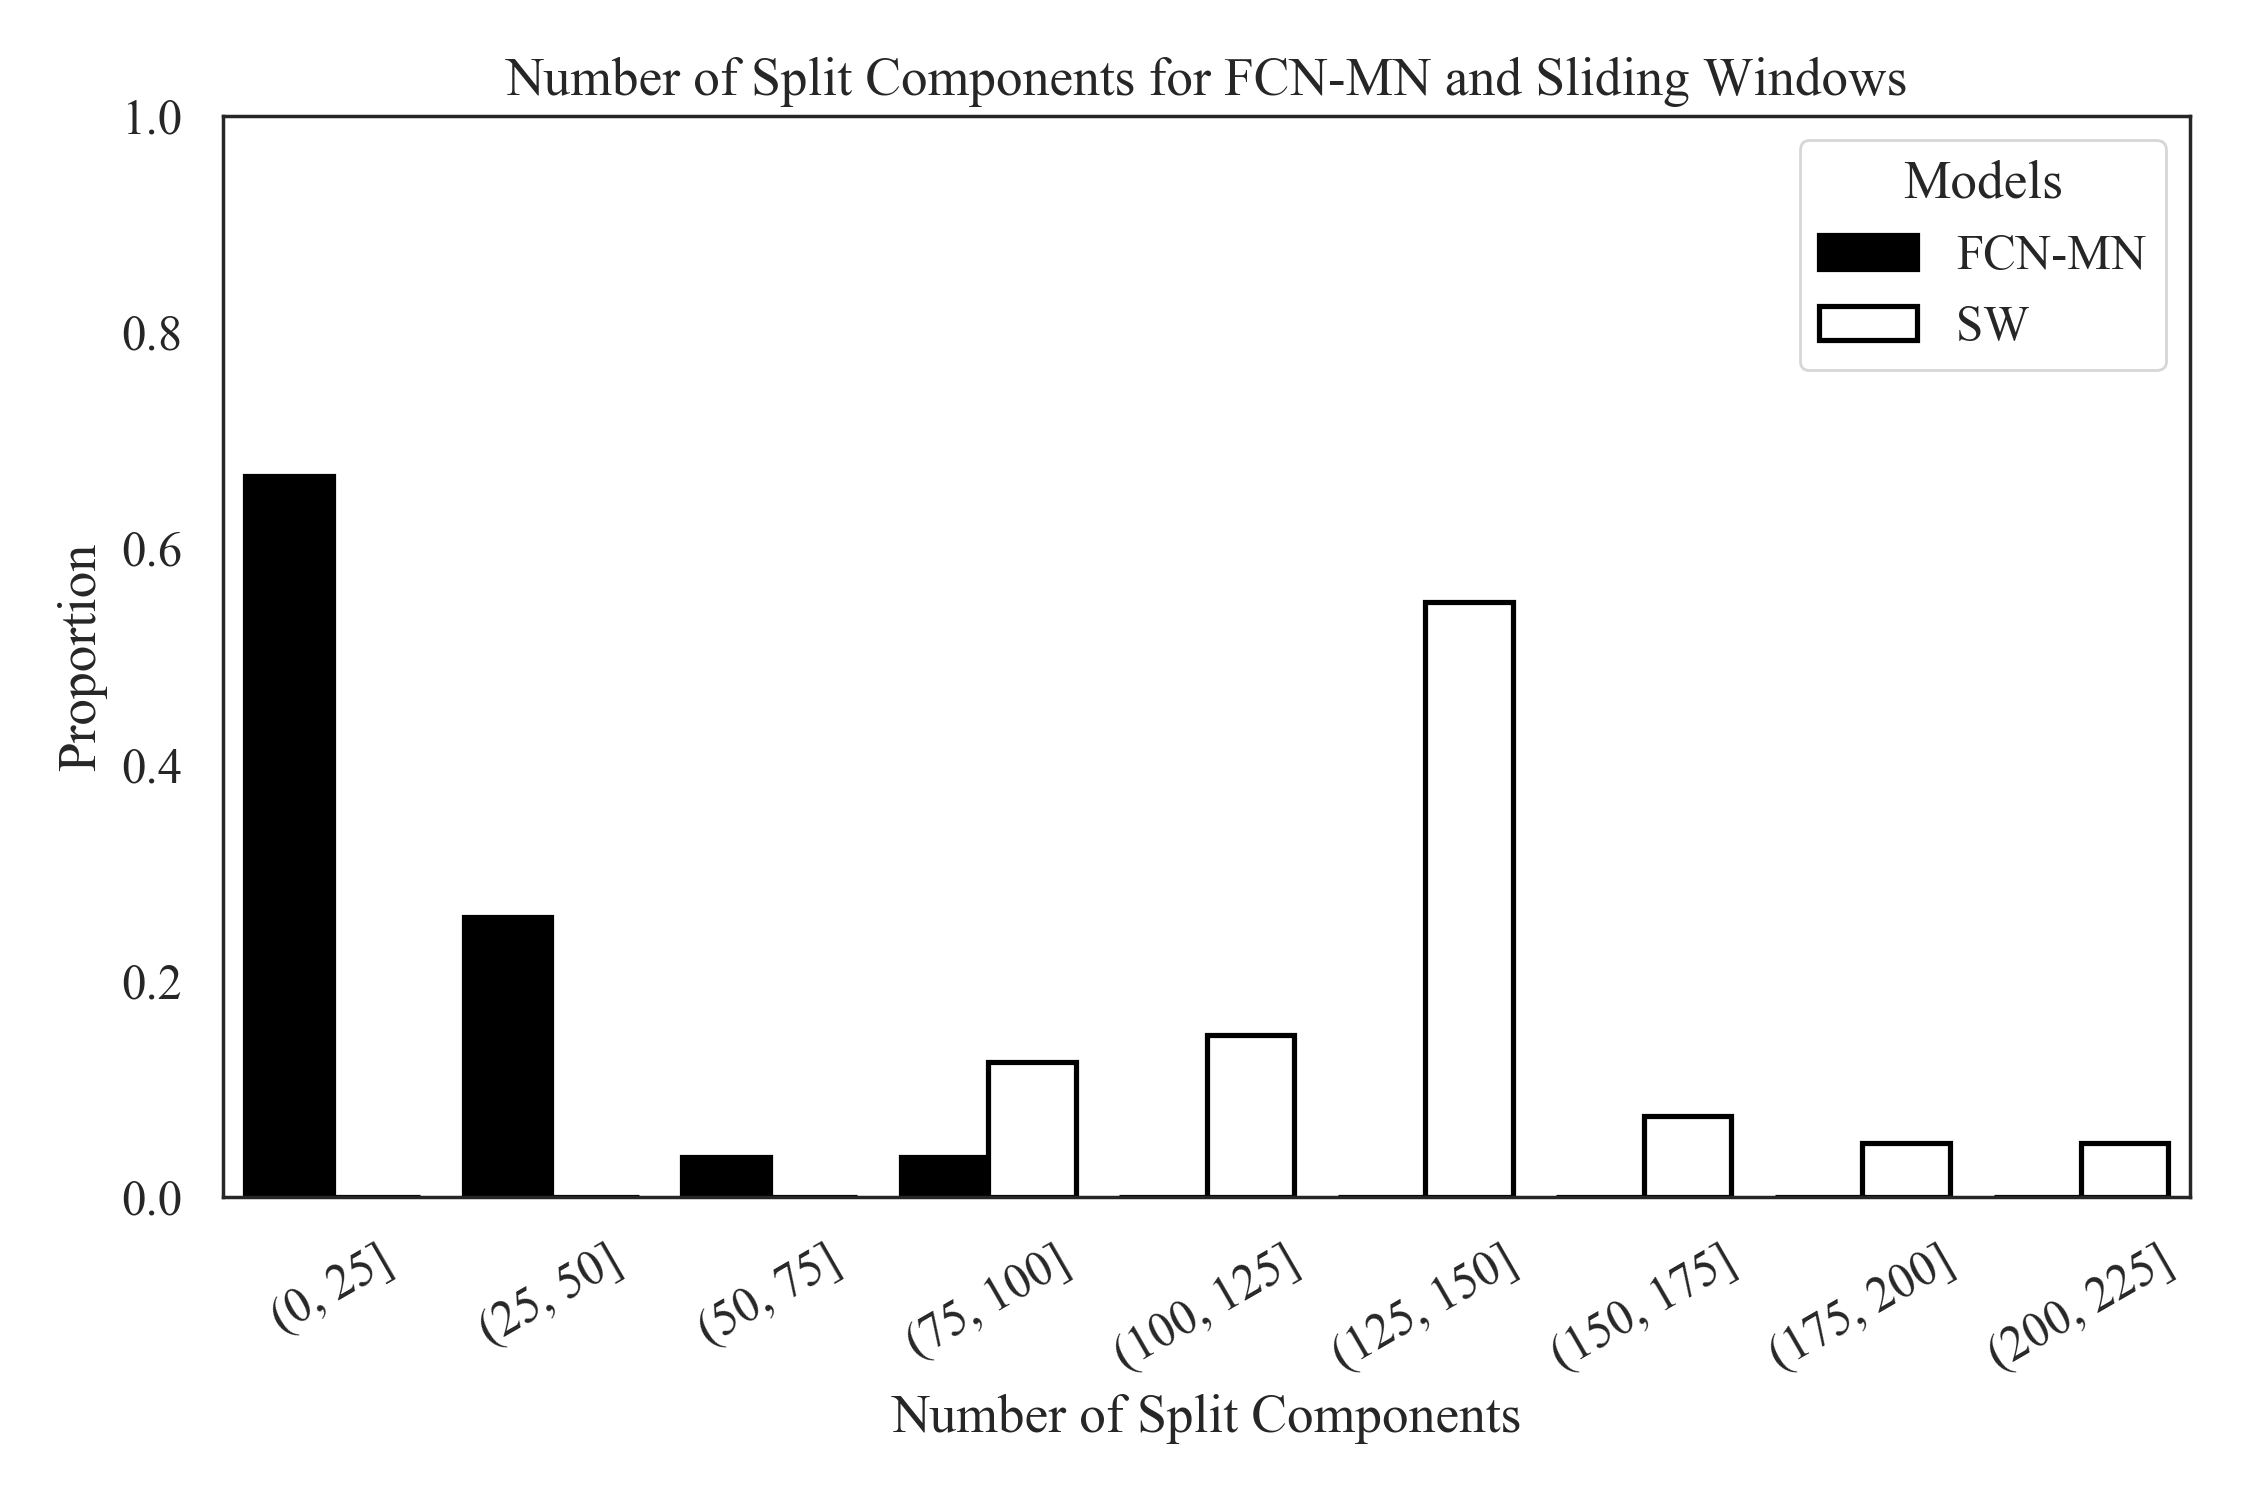 Number of Split Components for FCN-MN and Sliding Windows
1.0
0.8
0.6
0.4
0.2
0.0
Proportion
Models
FCN-MN
SW
(0, 25]
(25, 50]
(50, 75]
(75, 100]
(100, 125]
(125, 150]
(150, 175]
(175, 200]
(200, 225]
Number of Split Components